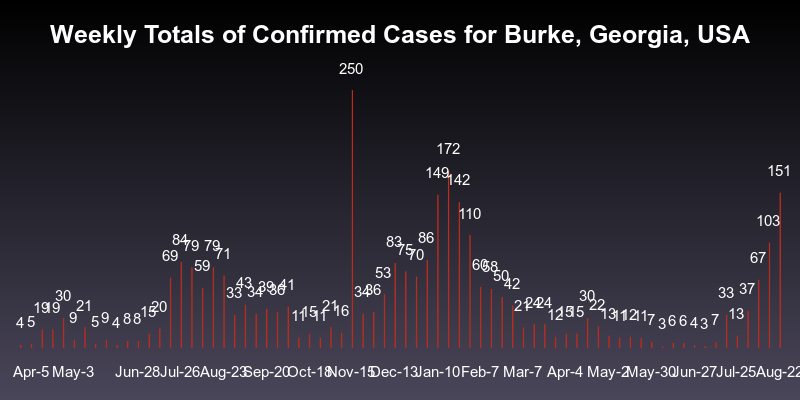 Weekly Totals of Confirmed Cases for Burke, Georgia, USA
4 5 19 19 30 9 21 5 9 4 8 8 15 20 69 84 79 59 79 71 33 43 34 39 36 41 11 15 11 21 16 250 34 36 53 83 75 70 86 149 172 142 110 60 58 50 42 21 24 24 12 15 15 30 22 13 11 12 11 7 3 6 6 4 3 7 33 13 37 67 103 151
Apr-5 May-3 Jun-28 Jul-26 Aug-23 Sep-20 Oct-18 Nov-15 Dec-13 Jan-10 Feb-7 Mar-7 Apr-4 May-2 May-30 Jun-27 Jul-25 Aug-22